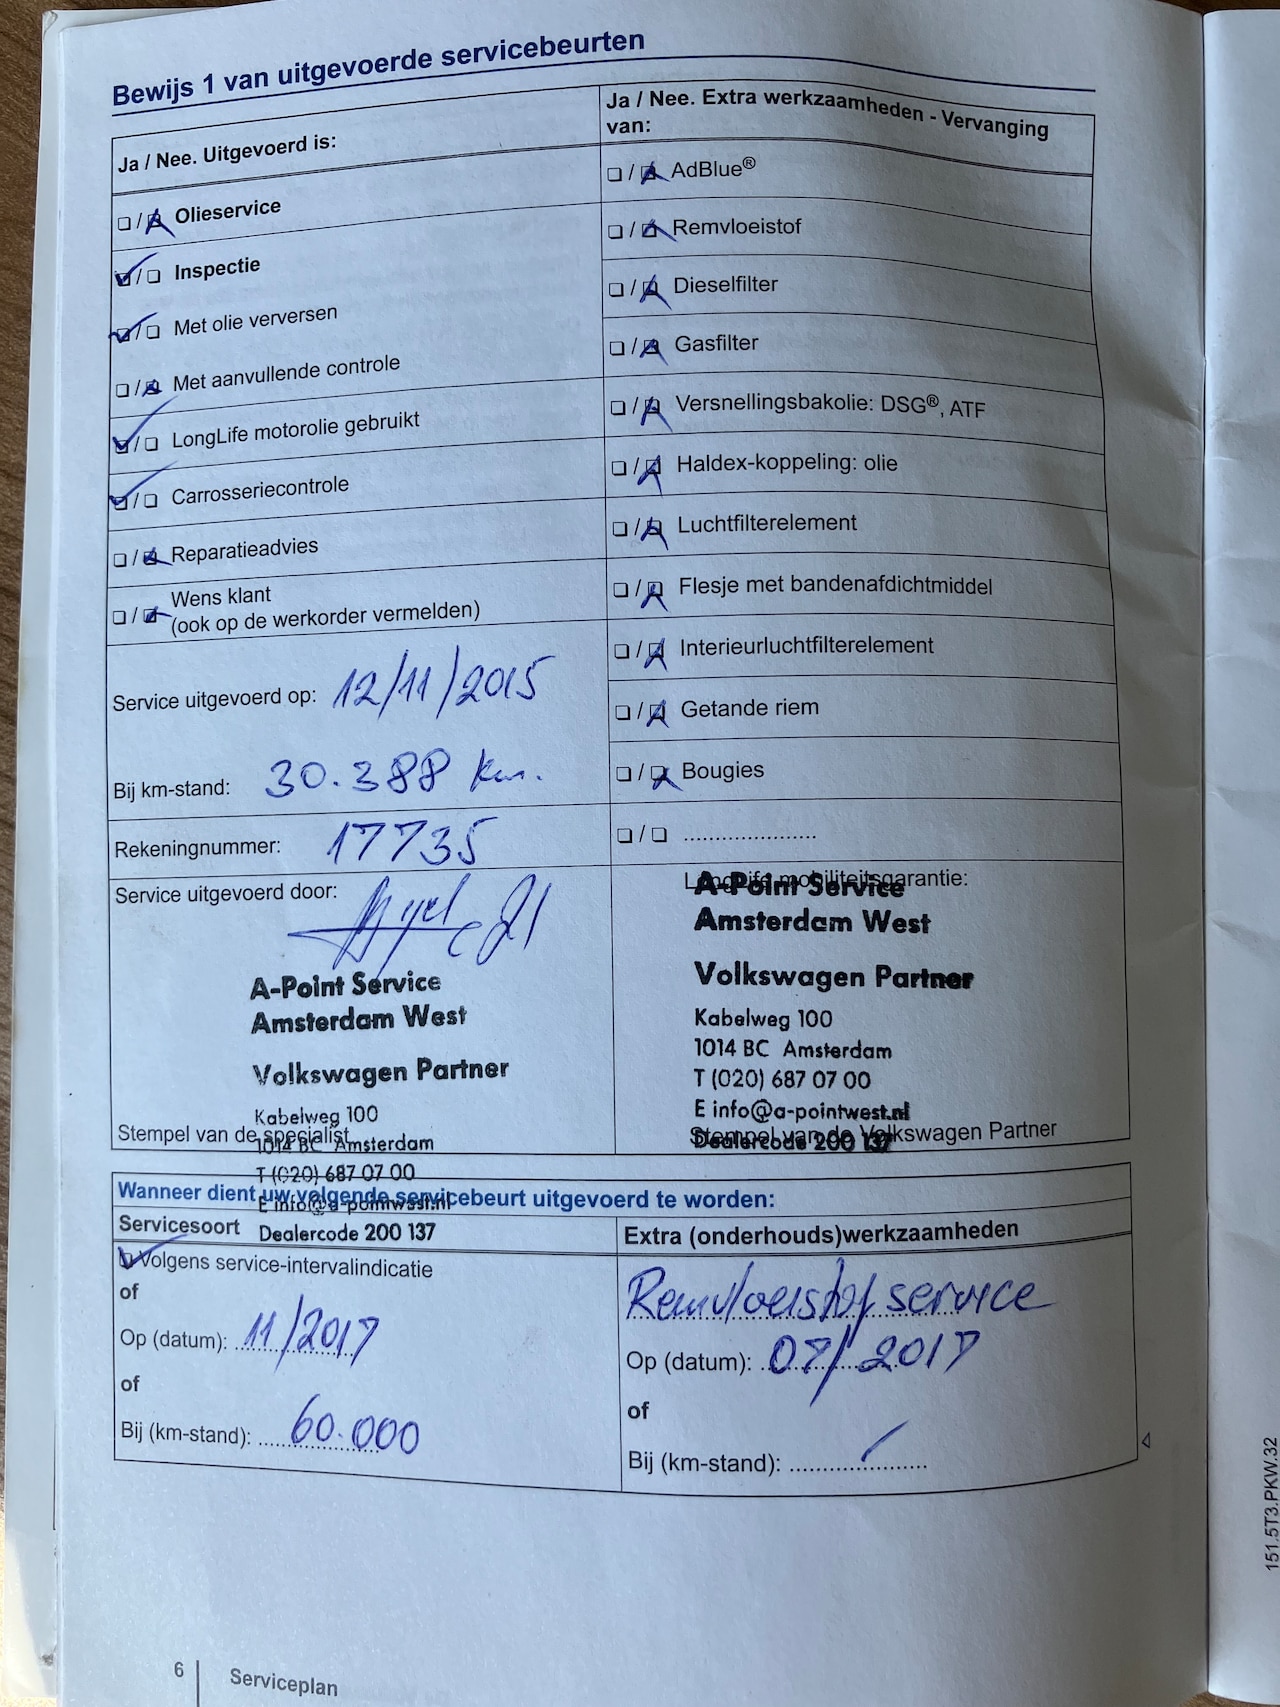 Bewijs 1 van uitgevoerde servicebeurten
Ja / Nee. Uitgevoerd is:
❏ / ❏ Olieservice
❏ / ❏ Inspectie
❏ / ❏ Met olie verversen
❏ / ❏ Met aanvullende controle
❏ / ❏ LongLife motorolie gebruikt
❏ / ❏ Carrosseriecontrole
❏ / ❏ Reparatieadvies
❏ / ❏ Wens klant
(ook op de werkorder vermelden)
Service uitgevoerd op: 12/11/2015
Bij km-stand: 30.388 km.
Rekeningnummer: 17735
Service uitgevoerd door:
A-Point Service
Amsterdam West
Volkswagen Partner
Kabelweg 100
Stempel van de specialist
1014 BC Amsterdam
T (020) 687 07 00
E info@a-pointwest.nl
Dealercode 200 137
Ja / Nee. Extra werkzaamheden - Vervanging
van:
❏ / ❏ AdBlue®
❏ / ❏ Remvloeistof
❏ / ❏ Dieselfilter
❏ / ❏ Gasfilter
❏ / ❏ Versnellingsbakolie: DSG®, ATF
❏ / ❏ Haldex-koppeling: olie
❏ / ❏ Luchtfilterelement
❏ / ❏ Flesje met bandenafdichtmiddel
❏ / ❏ Interieurluchtfilterelement
❏ / ❏ Getande riem
❏ / ❏ Bougies
❏ / ❏ ......................
LongLife mobiliteitsgarantie:
A-Point Service
Amsterdam West
Volkswagen Partner
Kabelweg 100
1014 BC Amsterdam
T (020) 687 07 00
E info@a-pointwest.nl
Stempel van de Volkswagen Partner
Dealercode 200 137
Wanneer dient uw volgende servicebeurt uitgevoerd te worden:
Servicesoort
❏ Volgens service-intervalindicatie
of
Op (datum): 11/2017
of
Bij (km-stand): 60.000
Extra (onderhouds)werkzaamheden
Remvloeistof service
Op (datum): 07/2017
of
Bij (km-stand): /
151.5T3.PKW.32
6 Serviceplan